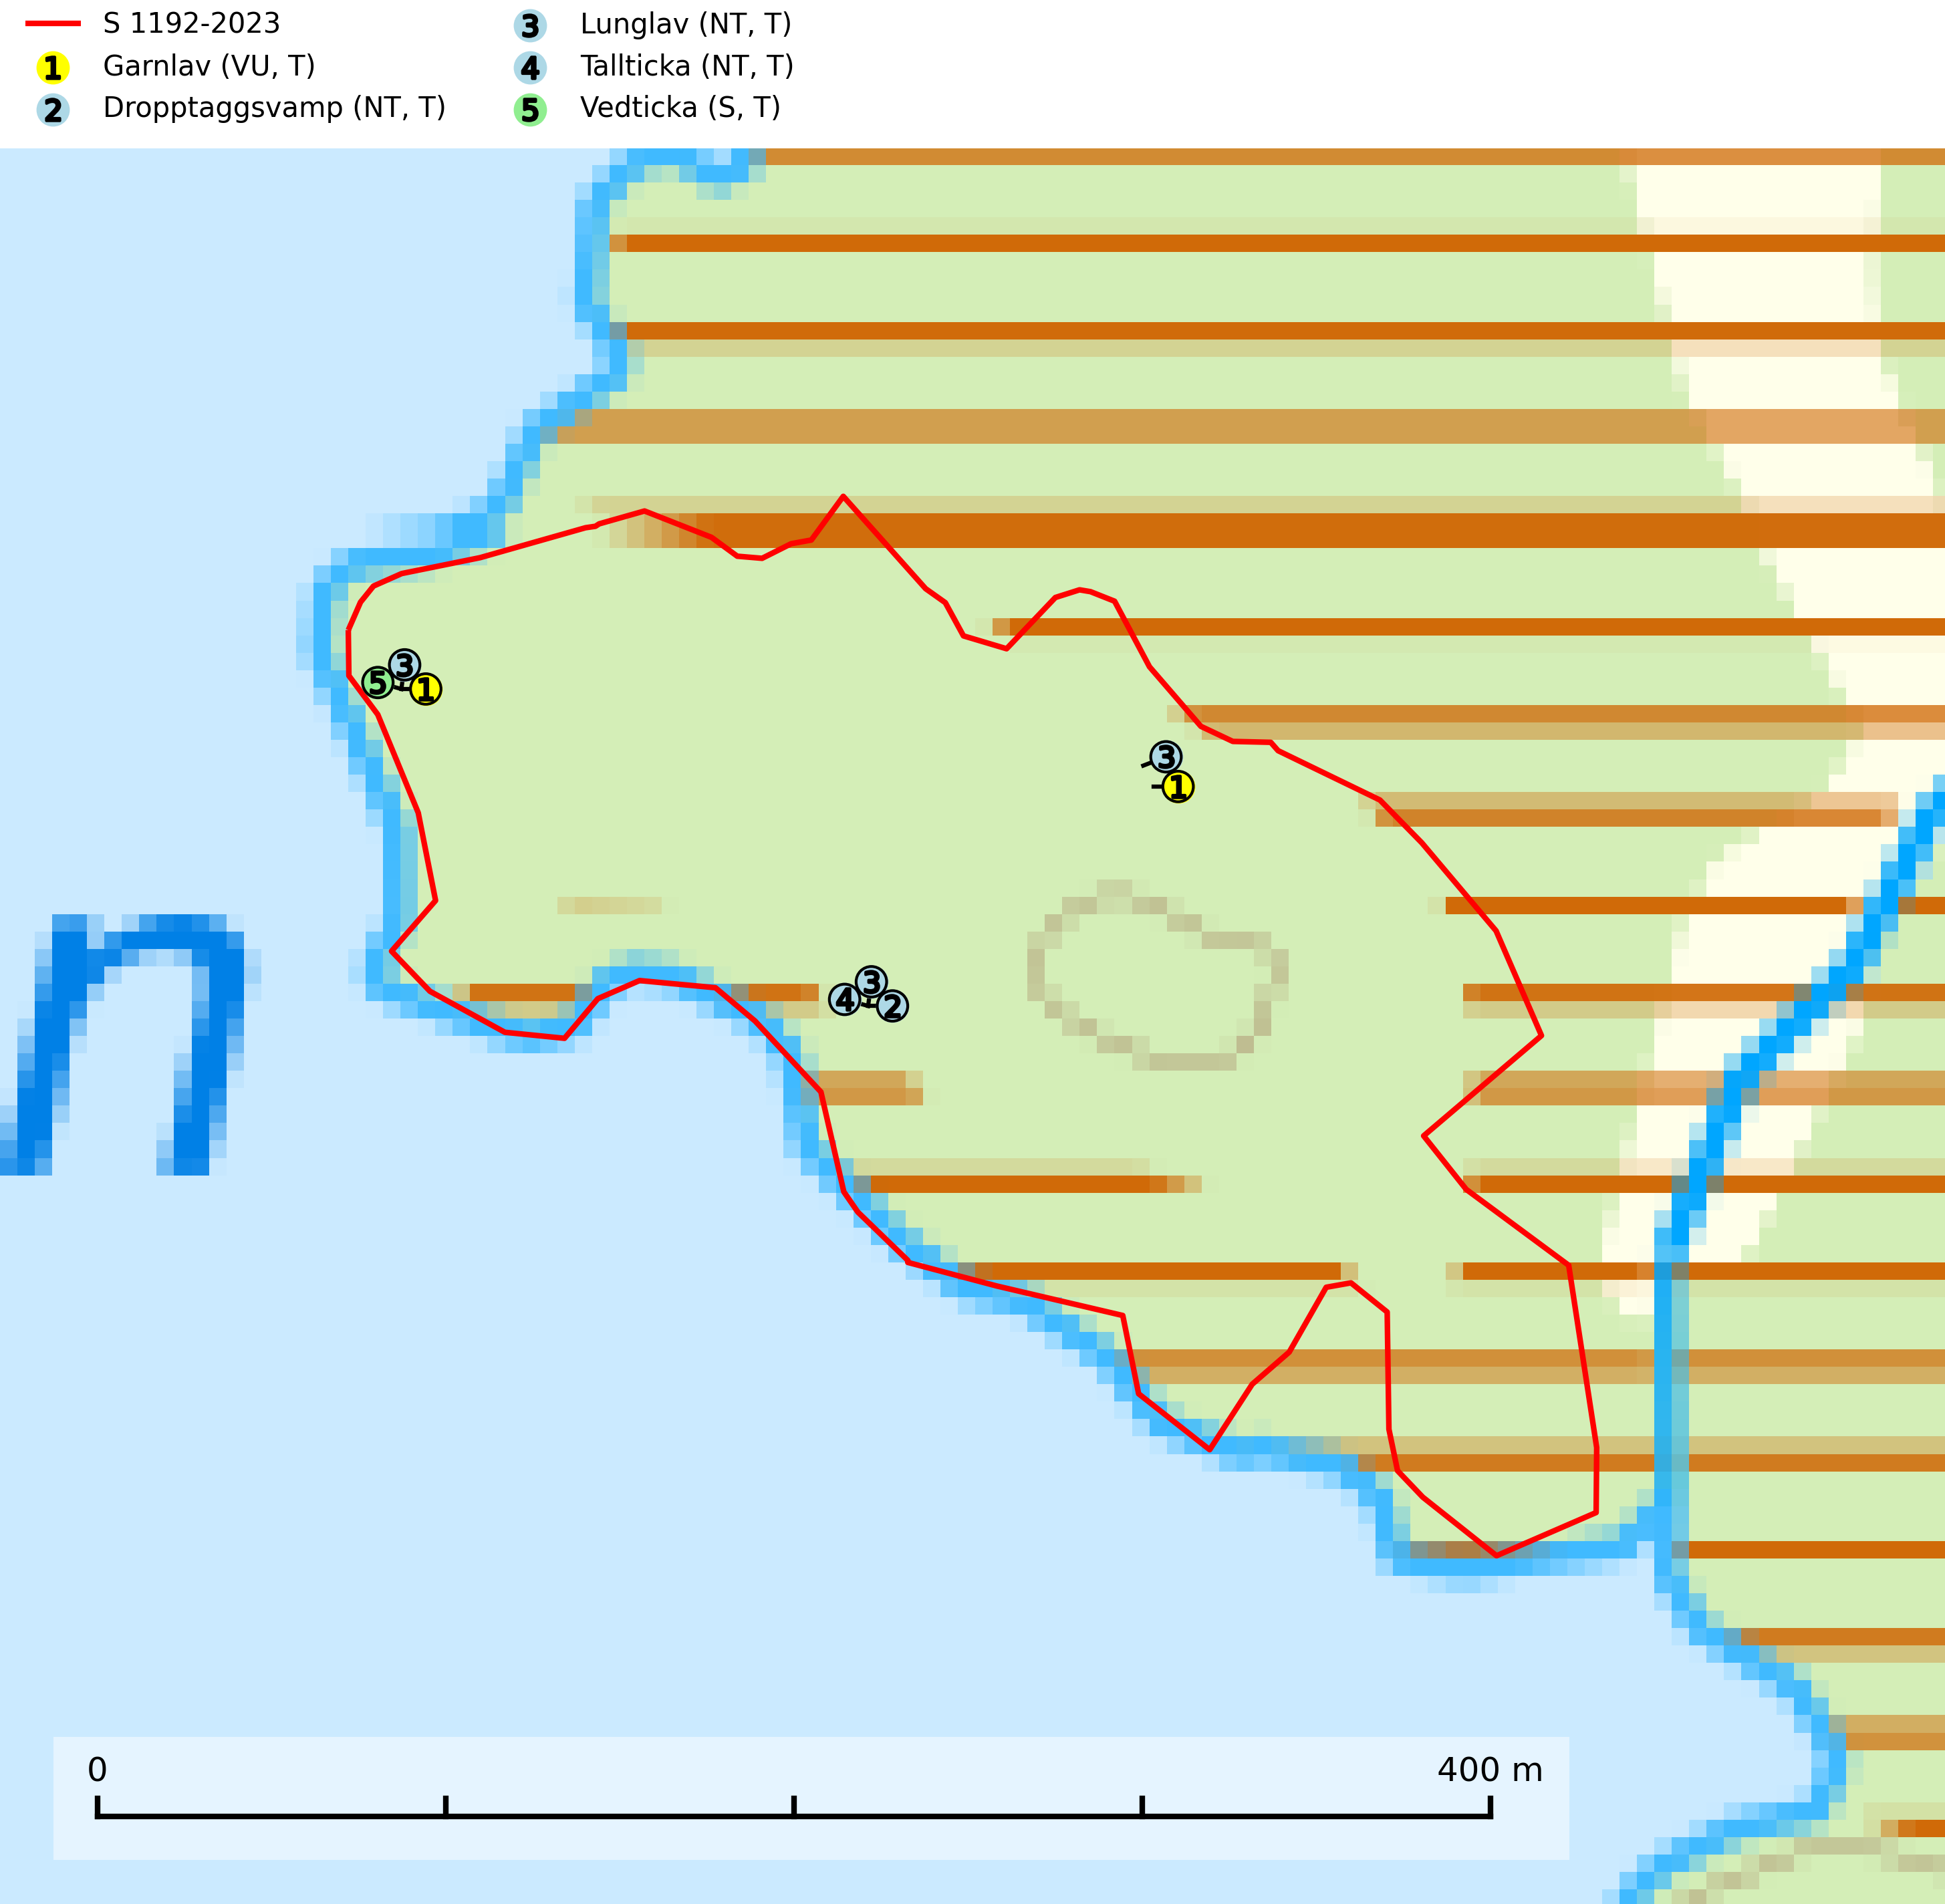 S 1192-2023
1 Garnlav (VU, T)
2 Dropptaggsvamp (NT, T)
3 Lunglav (NT, T)
4 Tallticka (NT, T)
5 Vedticka (S, T)
3
5 1
3
1
3
4 2
n
0 400 m